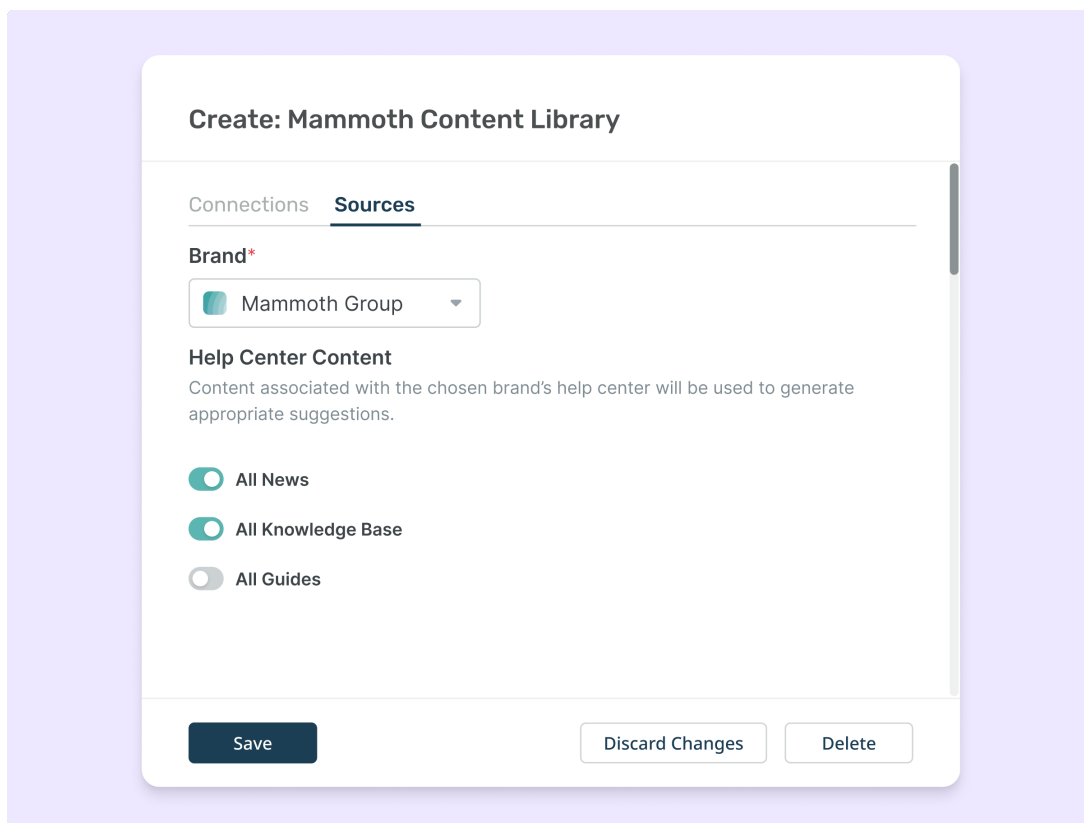 Create: Mammoth Content Library
Connections Sources
Brand*
Mammoth Group
Help Center Content
Content associated with the chosen brand’s help center will be used to generate
appropriate suggestions.
All News
All Knowledge Base
All Guides
Save Discard Changes Delete